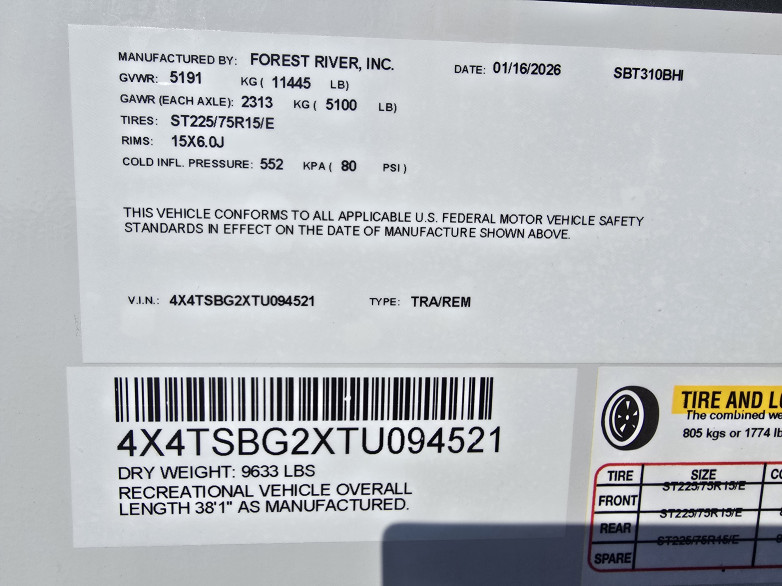 MANUFACTURED BY: FOREST RIVER, INC. DATE: 01/16/2026 SBT310BHI
GVWR: 5191 KG ( 11445 LB)
GAWR (EACH AXLE): 2313 KG ( 5100 LB)
TIRES: ST225/75R15/E
RIMS: 15X6.0J
COLD INFL. PRESSURE: 552 KPA ( 80 PSI )
THIS VEHICLE CONFORMS TO ALL APPLICABLE U.S. FEDERAL MOTOR VEHICLE SAFETY
STANDARDS IN EFFECT ON THE DATE OF MANUFACTURE SHOWN ABOVE.
V.I.N.: 4X4TSBG2XTU094521 TYPE: TRA/REM
4X4TSBG2XTU094521
DRY WEIGHT: 9633 LBS
RECREATIONAL VEHICLE OVERALL
LENGTH 38'1" AS MANUFACTURED.
TIRE AND
The combined
805 kgs or 1774
TIRE SIZE
FRONT ST225/75R15/E
REAR ST225/75R15/E
SPARE ST225/75R15/E